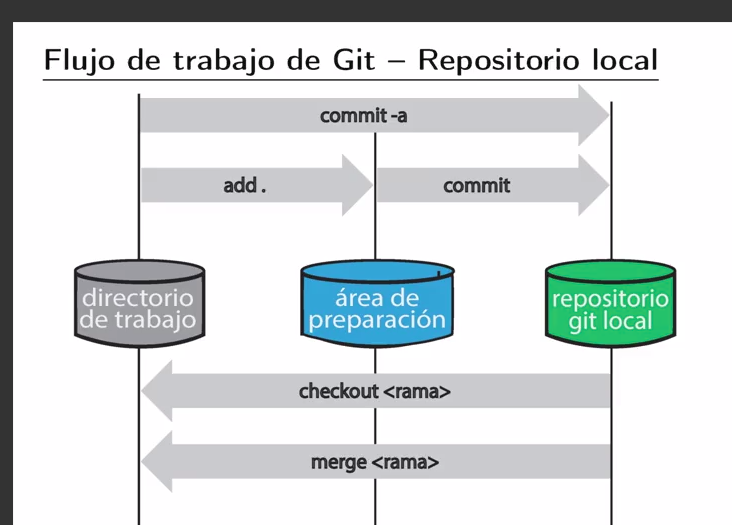 Flujo de trabajo de Git – Repositorio local
commit -a
add .
commit
directorio
de trabajo
área de
preparación
repositorio
git local
checkout <rama>
merge <rama>